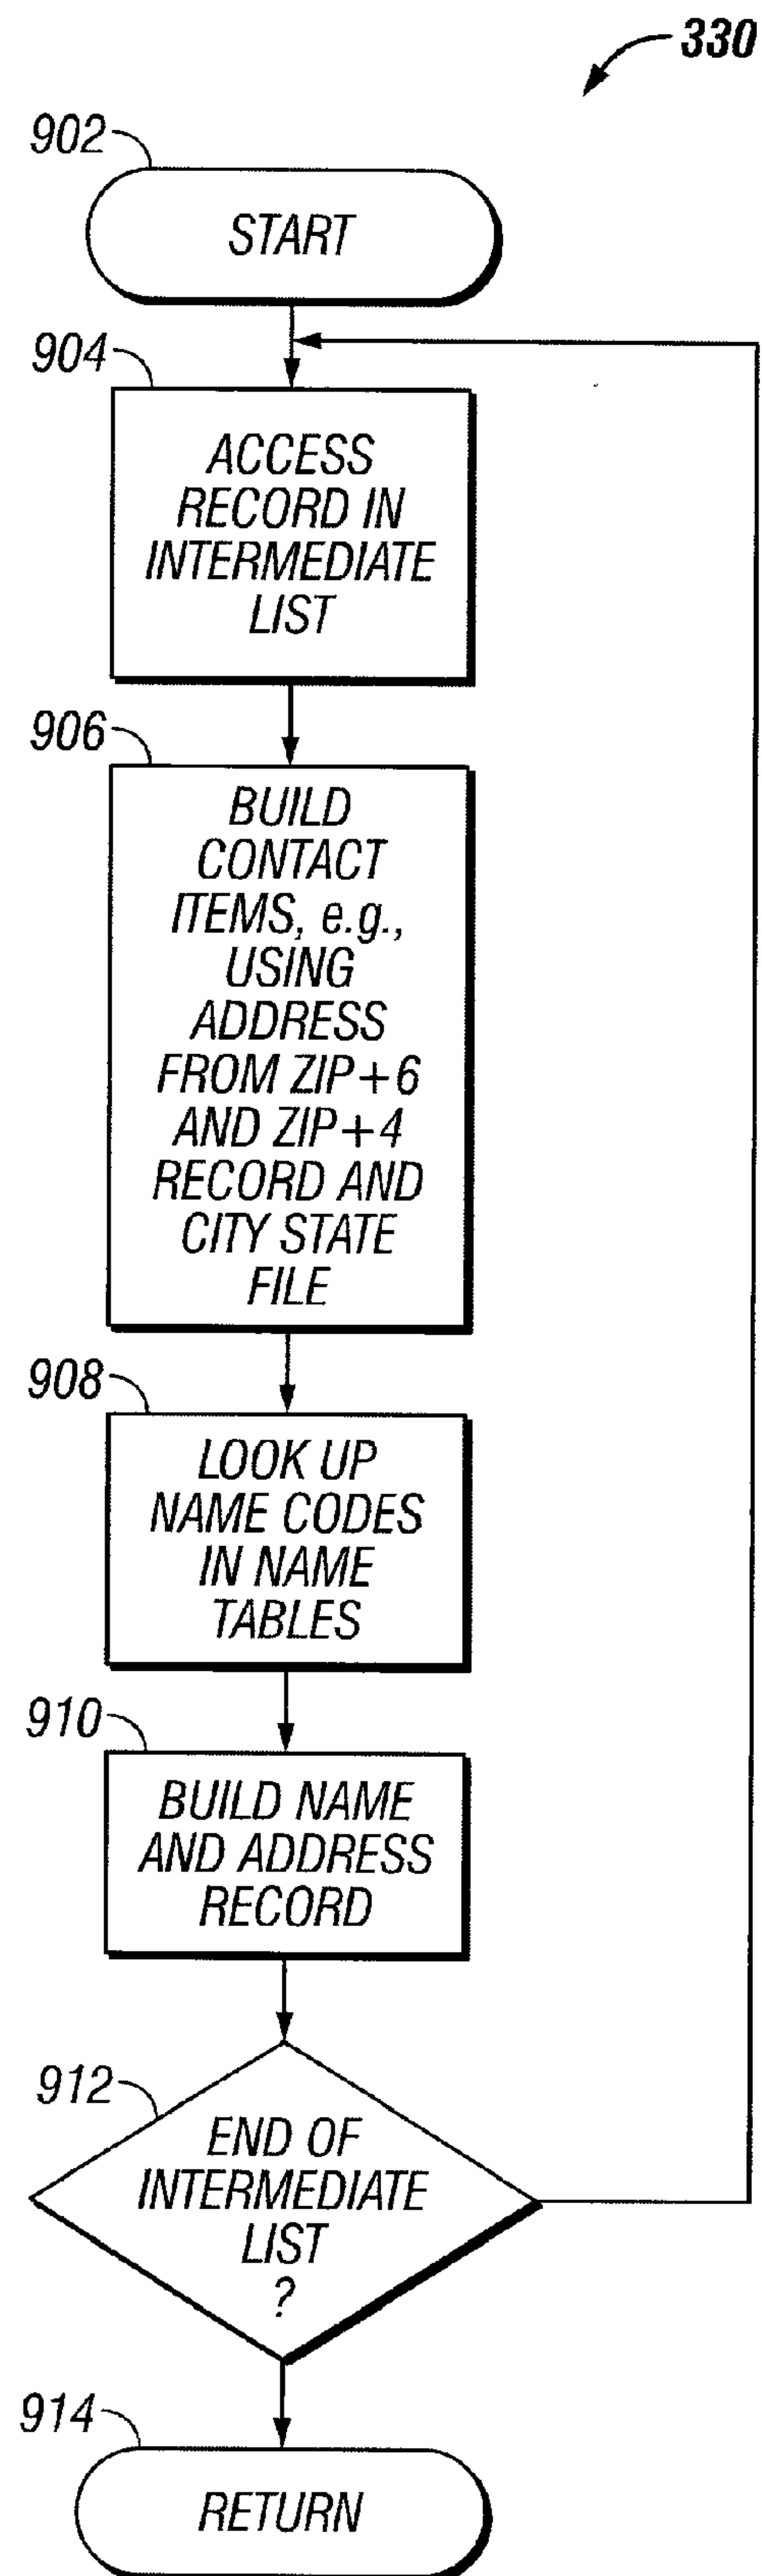 330
902
START
904
ACCESS
RECORD IN
INTERMEDIATE
LIST
906
BUILD
CONTACT
ITEMS, e.g.,
USING
ADDRESS
FROM ZIP+6
AND ZIP+4
RECORD AND
CITY STATE
FILE
908
LOOK UP
NAME CODES
IN NAME
TABLES
910
BUILD NAME
AND ADDRESS
RECORD
912
END OF
INTERMEDIATE
LIST
?
914
RETURN